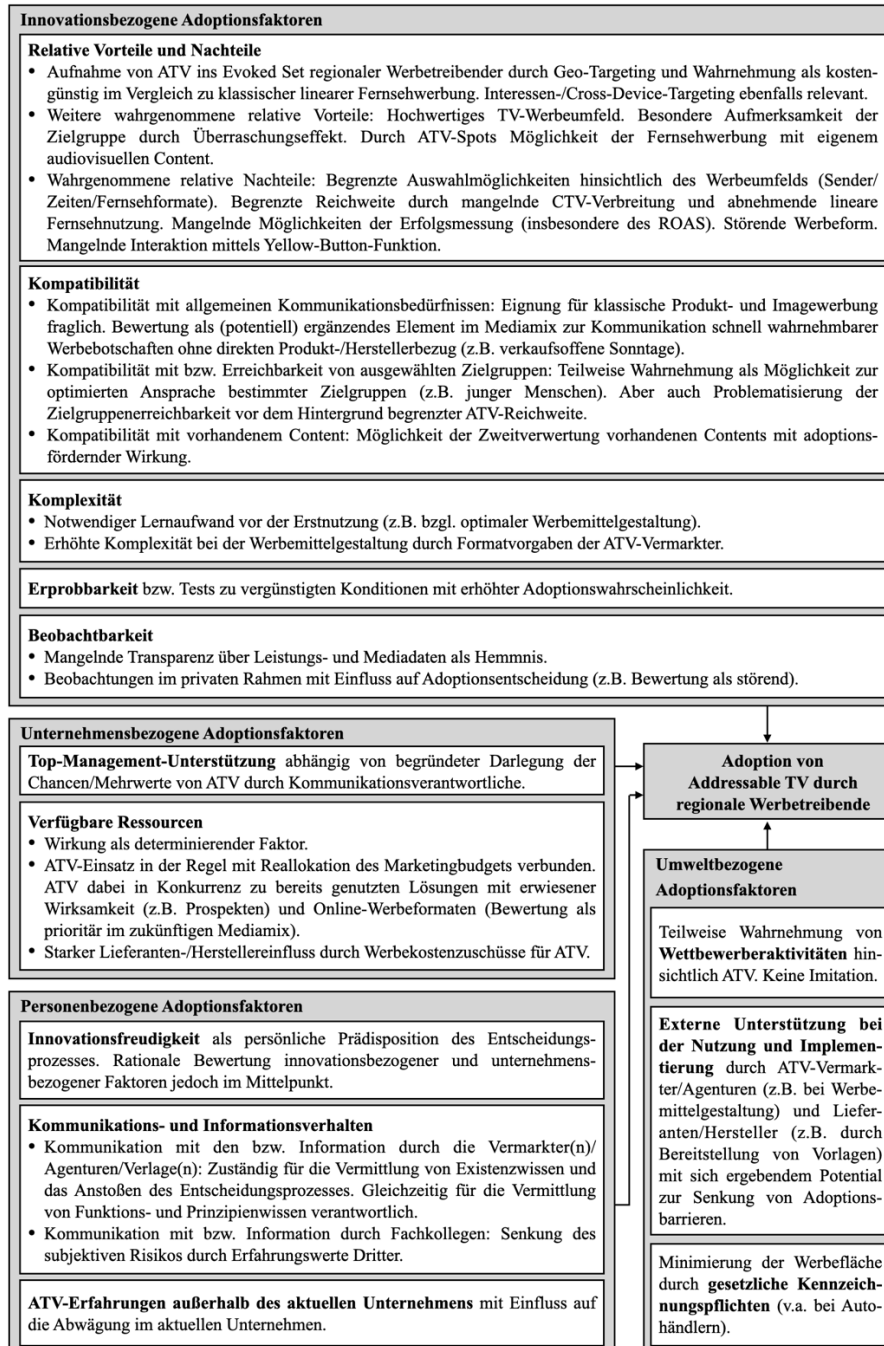 Innovationsbezogene Adoptionsfaktoren
Relative Vorteile und Nachteile
• Aufnahme von ATV ins Evoked Set regionaler Werbetreibender durch Geo-Targeting und Wahrnehmung als kosten-
günstig im Vergleich zu klassischer linearer Fernsehwerbung. Interessen-/Cross-Device-Targeting ebenfalls relevant.
• Weitere wahrgenommene relative Vorteile: Hochwertiges TV-Werbeumfeld. Besondere Aufmerksamkeit der
Zielgruppe durch Überraschungseffekt. Durch ATV-Spots Möglichkeit der Fernsehwerbung mit eigenem
audiovisuellen Content.
• Wahrgenommene relative Nachteile: Begrenzte Auswahlmöglichkeiten hinsichtlich des Werbeumfelds (Sender/
Zeiten/Fernsehformate). Begrenzte Reichweite durch mangelnde CTV-Verbreitung und abnehmende lineare
Fernsehnutzung. Mangelnde Möglichkeiten der Erfolgsmessung (insbesondere des ROAS). Störende Werbeform.
Mangelnde Interaktion mittels Yellow-Button-Funktion.
Kompatibilität
• Kompatibilität mit allgemeinen Kommunikationsbedürfnissen: Eignung für klassische Produkt- und Imagewerbung
fraglich. Bewertung als (potentiell) ergänzendes Element im Mediamix zur Kommunikation schnell wahrnehmbarer
Werbebotschaften ohne direkten Produkt-/Herstellerbezug (z.B. verkaufsoffene Sonntage).
• Kompatibilität mit bzw. Erreichbarkeit von ausgewählten Zielgruppen: Teilweise Wahrnehmung als Möglichkeit zur
optimierten Ansprache bestimmter Zielgruppen (z.B. junger Menschen). Aber auch Problematisierung der
Zielgruppenerreichbarkeit vor dem Hintergrund begrenzter ATV-Reichweite.
• Kompatibilität mit vorhandenem Content: Möglichkeit der Zweitverwertung vorhandenen Contents mit adoptions-
fördernder Wirkung.
Komplexität
• Notwendiger Lernaufwand vor der Erstnutzung (z.B. bzgl. optimaler Werbemittelgestaltung).
• Erhöhte Komplexität bei der Werbemittelgestaltung durch Formatvorgaben der ATV-Vermarkter.
Erprobbarkeit bzw. Tests zu vergünstigten Konditionen mit erhöhter Adoptionswahrscheinlichkeit.
Beobachtbarkeit
• Mangelnde Transparenz über Leistungs- und Mediadaten als Hemmnis.
• Beobachtungen im privaten Rahmen mit Einfluss auf Adoptionsentscheidung (z.B. Bewertung als störend).
Unternehmensbezogene Adoptionsfaktoren
Top-Management-Unterstützung abhängig von begründeter Darlegung der
Chancen/Mehrwerte von ATV durch Kommunikationsverantwortliche.
Verfügbare Ressourcen
• Wirkung als determinierender Faktor.
• ATV-Einsatz in der Regel mit Reallokation des Marketingbudgets verbunden.
ATV dabei in Konkurrenz zu bereits genutzten Lösungen mit erwiesener
Wirksamkeit (z.B. Prospekten) und Online-Werbeformaten (Bewertung als
prioritär im zukünftigen Mediamix).
• Starker Lieferanten-/Herstellereinfluss durch Werbekostenzuschüsse für ATV.
Personenbezogene Adoptionsfaktoren
Innovationsfreudigkeit als persönliche Prädisposition des Entscheidungs-
prozesses. Rationale Bewertung innovationsbezogener und unternehmens-
bezogener Faktoren jedoch im Mittelpunkt.
Kommunikations- und Informationsverhalten
• Kommunikation mit den bzw. Information durch die Vermarkter(n)/
Agenturen/Verlage(n): Zuständig für die Vermittlung von Existenzwissen und
das Anstoßen des Entscheidungsprozesses. Gleichzeitig für die Vermittlung
von Funktions- und Prinzipienwissen verantwortlich.
• Kommunikation mit bzw. Information durch Fachkollegen: Senkung des
subjektiven Risikos durch Erfahrungswerte Dritter.
ATV-Erfahrungen außerhalb des aktuellen Unternehmens mit Einfluss auf
die Abwägung im aktuellen Unternehmen.
Adoption von
Addressable TV durch
regionale Werbetreibende
Umweltbezogene
Adoptionsfaktoren
Teilweise Wahrnehmung von
Wettbewerberaktivitäten hin-
sichtlich ATV. Keine Imitation.
Externe Unterstützung bei
der Nutzung und Implemen-
tierung durch ATV-Vermark-
ter/Agenturen (z.B. bei Werbe-
mittelgestaltung) und Liefer-
anten/Hersteller (z.B. durch
Bereitstellung von Vorlagen)
mit sich ergebendem Potential
zur Senkung von Adoptions-
barrieren.
Minimierung der Werbefläche
durch gesetzliche Kennzeich-
nungspflichten (v.a. bei Auto-
händlern).